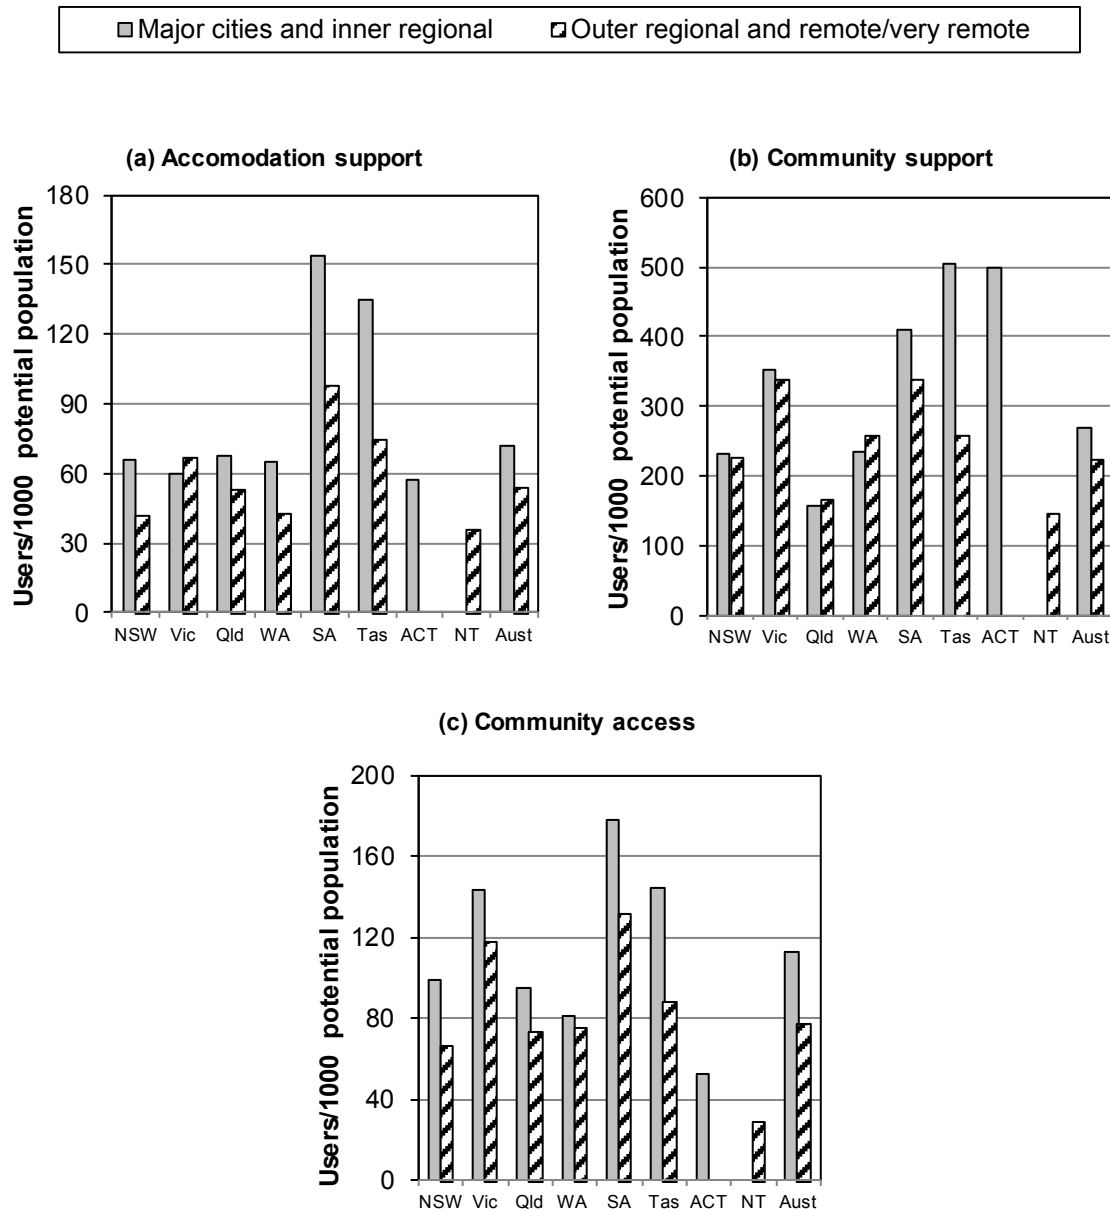 Major cities and inner regional Outer regional and remote/very remote
(a) Accomodation support
Users/1000 potential population
180
150
120
90
60
30
0
NSW Vic Qld WA SA Tas ACT NT Aust
(b) Community support
Users/1000 potential population
600
500
400
300
200
100
0
NSW Vic Qld WA SA Tas ACT NT Aust
(c) Community access
Users/1000 potential population
200
160
120
80
40
0
NSW Vic Qld WA SA Tas ACT NT Aust